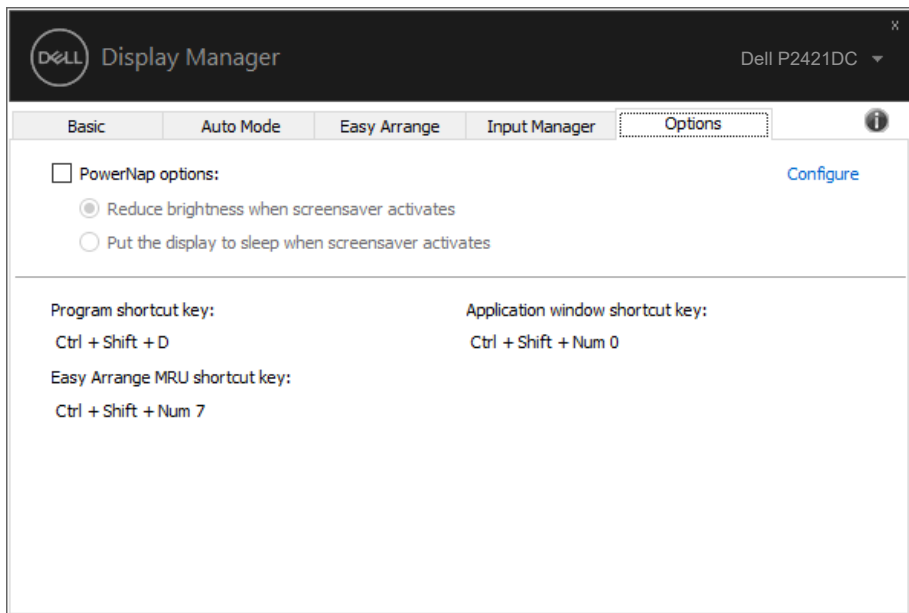 x
DELL Display Manager
Dell P2421DC
Basic Auto Mode Easy Arrange Input Manager Options
PowerNap options: Configure
Reduce brightness when screensaver activates
Put the display to sleep when screensaver activates
Program shortcut key: Application window shortcut key:
Ctrl + Shift + D Ctrl + Shift + Num 0
Easy Arrange MRU shortcut key:
Ctrl + Shift + Num 7